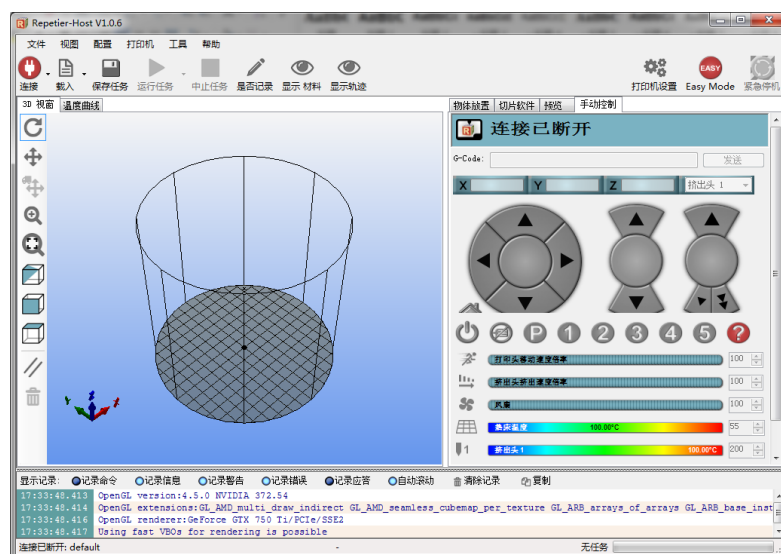 Repetier-Host V1.0.6
文件 视图 配置 打印机 工具 帮助
连接 载入 保存任务 运行任务 中止任务 是否记录 显示材料 显示轨迹 打印机设置 EASY Easy Mode 紧急停机
3D 视窗 温度曲线
物体放置 切片软件 预览 手动控制
连接已断开
G-Code: 发送
X Y Z 挤出头 1
P 1 2 3 4 5 ?
打印头移动速度倍率 100
挤出头挤出速度倍率 100
风扇 100
热床温度 100.00°C 55
1 挤出头1 100.00°C 200
显示记录: 记录命令 记录信息 记录警告 记录错误 记录应答 自动滚动 清除记录 复制
17:33:48.413 OpenGL version:4.5.0 NVIDIA 372.54
17:33:48.414 OpenGL extensions:GL_AMD_multi_draw_indirect GL_AMD_seamless_cubemap_per_texture GL_ARB_arrays_of_arrays GL_ARB_base_inst
17:33:48.416 OpenGL renderer:GeForce GTX 750 Ti/PCIe/SSE2
17:33:48.417 Using fast VBOs for rendering is possible
连接已断开: default - 无任务